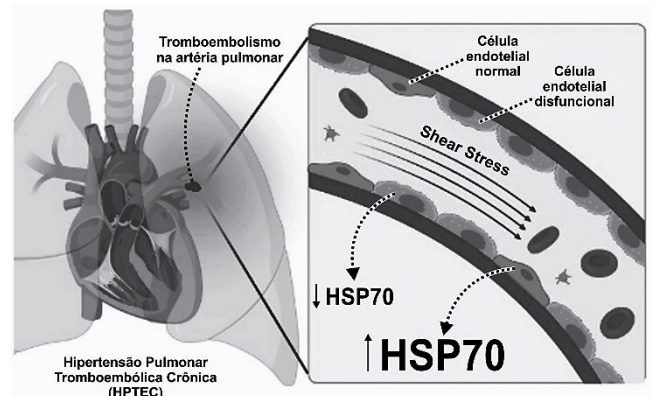 Tromboembolismo
na artéria pulmonar
Célula
endotelial
normal
Célula
endotelial
disfuncional
Shear Stress
↓HSP70
↑HSP70
Hipertensão Pulmonar
Tromboembólica Crônica
(HPTEC)